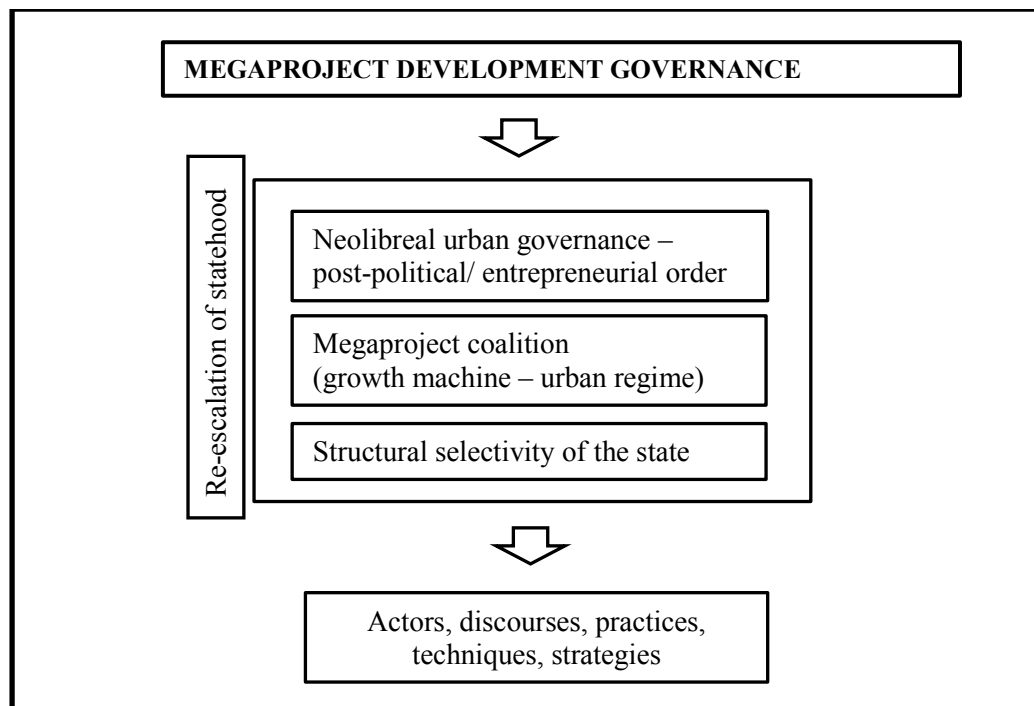 MEGAPROJECT DEVELOPMENT GOVERNANCE
Re-escalation of statehood
Neolibreal urban governance –
post-political/ entrepreneurial order
Megaproject coalition
(growth machine – urban regime)
Structural selectivity of the state
Actors, discourses, practices,
techniques, strategies